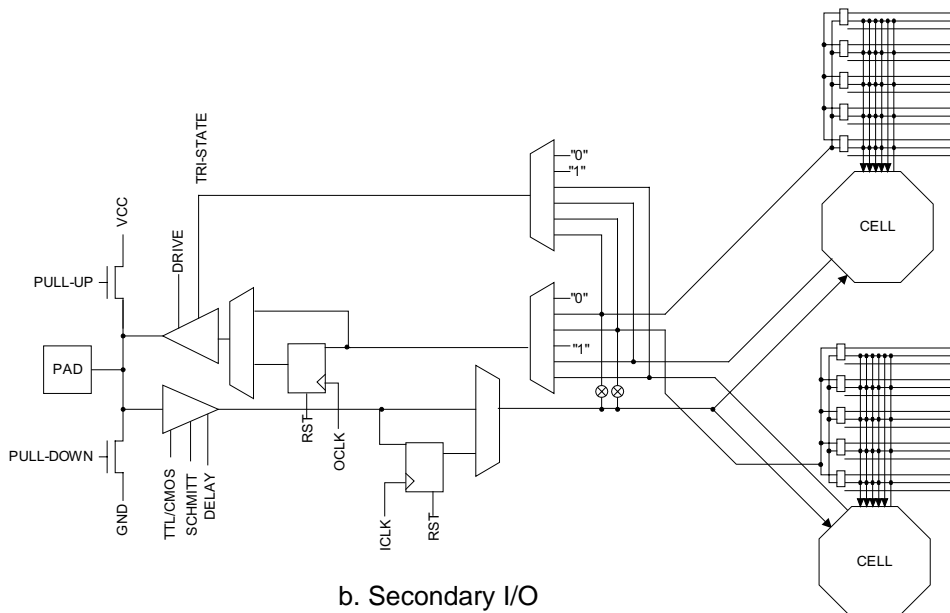 "0"
"1"
TRI-STATE
VCC
DRIVE
CELL
PULL-UP
"0"
"1"
PAD
RST
OCLK
PULL-DOWN
GND
TTL/CMOS
SCHMITT
DELAY
ICLK
RST
CELL
b. Secondary I/O